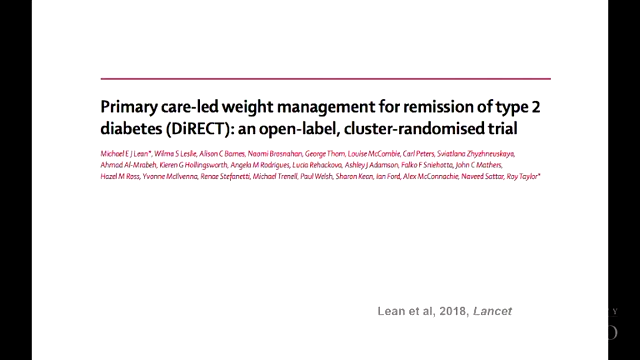 Primary care-led weight management for remission of type 2
diabetes (DiRECT): an open-label, cluster-randomised trial
Michael E J Lean*, Wilma S Leslie, Alison C Barnes, Naomi Brosnahan, George Thom, Louise McCombie, Carl Peters, Sviatlana Zhyzhneuskaya,
Ahmad Al-Mrabeh, Kieren G Hollingsworth, Angela M Rodrigues, Lucia Rehackova, Ashley J Adamson, Falko F Sniehotta, John C Mathers,
Hazel M Ross, Yvonne McIlvenna, Renae Stefanetti, Michael Trenell, Paul Welsh, Sharon Kean, Ian Ford, Alex McConnachie, Naveed Sattar, Roy Taylor*
Lean et al, 2018, Lancet